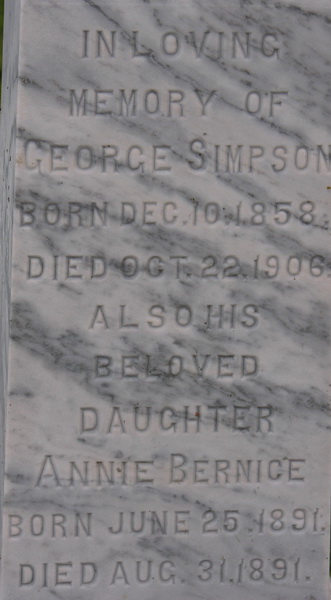 IN LOVING
MEMORY OF
GEORGE SIMPSON
BORN DEC. 10. 1858.
DIED OCT. 22. 1906
ALSO HIS
BELOVED
DAUGHTER
ANNIE BERNICE
BORN JUNE 25. 1891.
DIED AUG. 31. 1891.